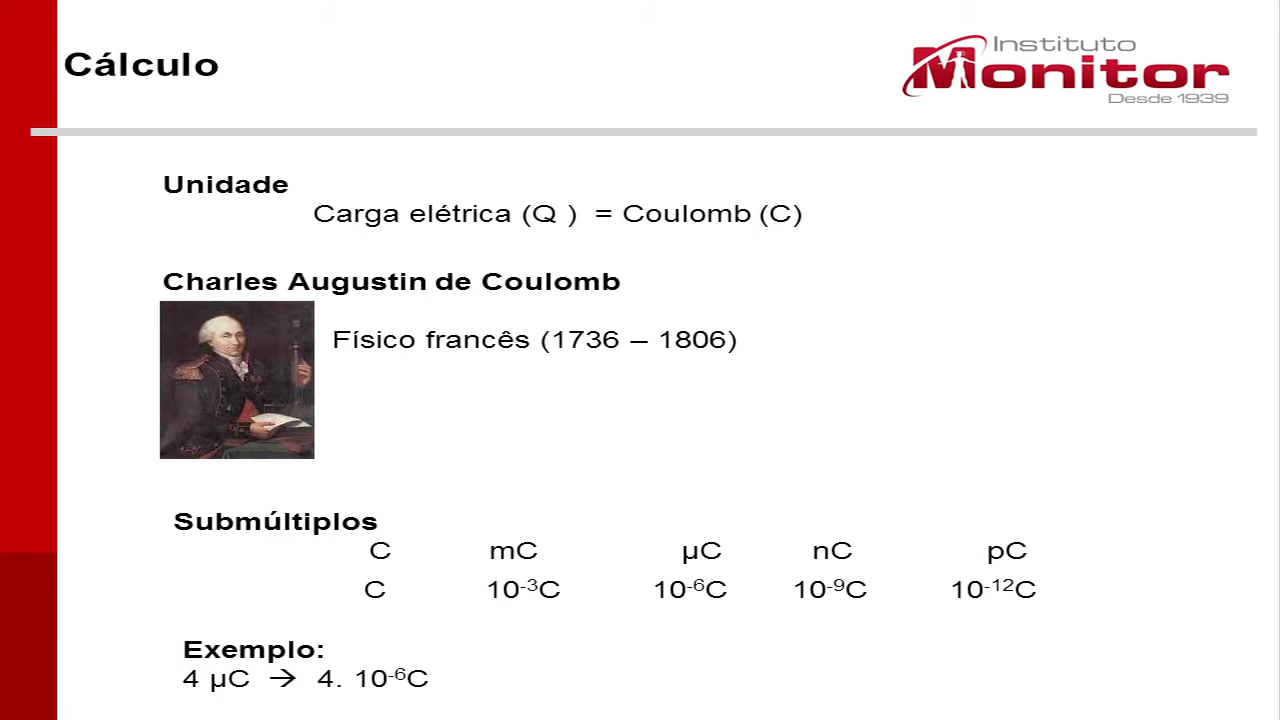 Cálculo
Instituto
Monitor
Desde 1939
Unidade
Carga elétrica (Q ) = Coulomb (C)
Charles Augustin de Coulomb
Físico francês (1736 – 1806)
Submúltiplos
C mC µC nC pC
C 10⁻³C 10⁻⁶C 10⁻⁹C 10⁻¹²C
Exemplo:
4 µC → 4. 10⁻⁶C